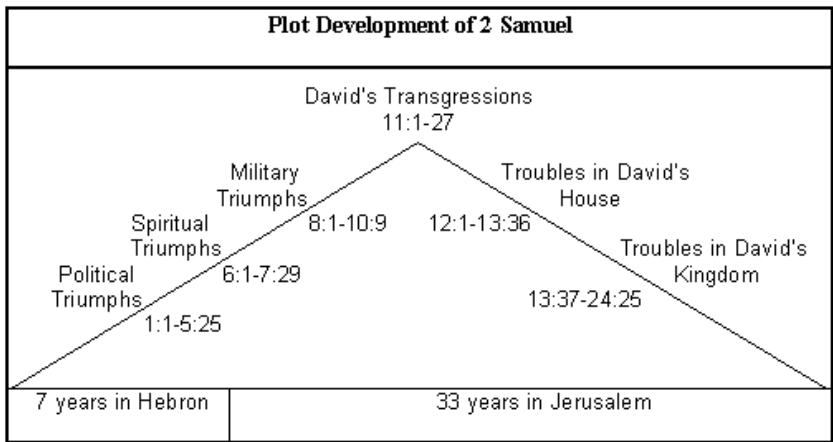 Plot Development of 2 Samuel
David's Transgressions
11:1-27
Military
Triumphs
8:1-10:9
Spiritual
Triumphs
6:1-7:29
Political
Triumphs
1:1-5:25
Troubles in David's
House
12:1-13:36
Troubles in David's
Kingdom
13:37-24:25
7 years in Hebron
33 years in Jerusalem